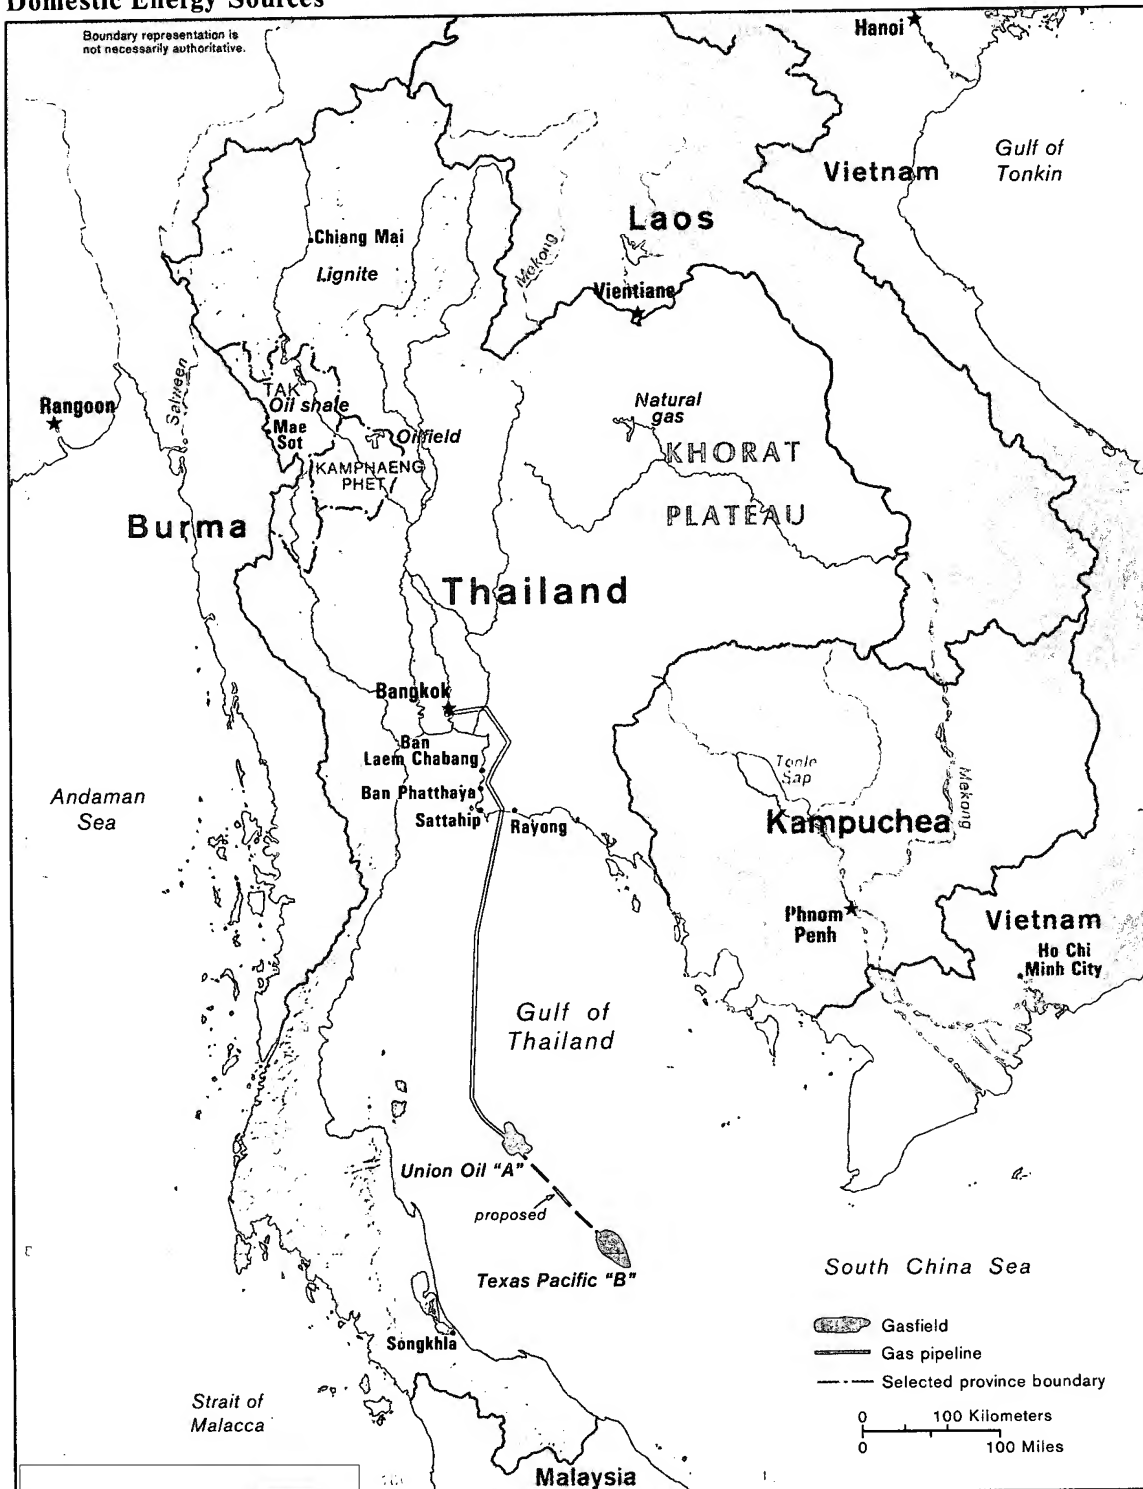 Domestic Energy Sources
Boundary representation is
not necessarily authoritative.
Hanoi
Gulf of
Tonkin
Vietnam
Laos
Chiang Mai
Lignite
Mekong
Vientiane
Salween
TAK
Oil shale
Rangoon
Mae
Sot
Oilfield
Natural
gas
KHORAT
PLATEAU
KAMPHAENG
PHET
Burma
Thailand
Bangkok
Ban
Laem Chabang
Ban Phatthaya
Sattahip
Rayong
Tonle
Sap
Mekong
Andaman
Sea
Kampuchea
Phnom
Penh
Vietnam
Ho Chi
Minh City
Gulf of
Thailand
Union Oil "A"
proposed
Texas Pacific "B"
South China Sea
Songkhla
Strait of
Malacca
Malaysia
Gasfield
Gas pipeline
Selected province boundary
0 100 Kilometers
0 100 Miles